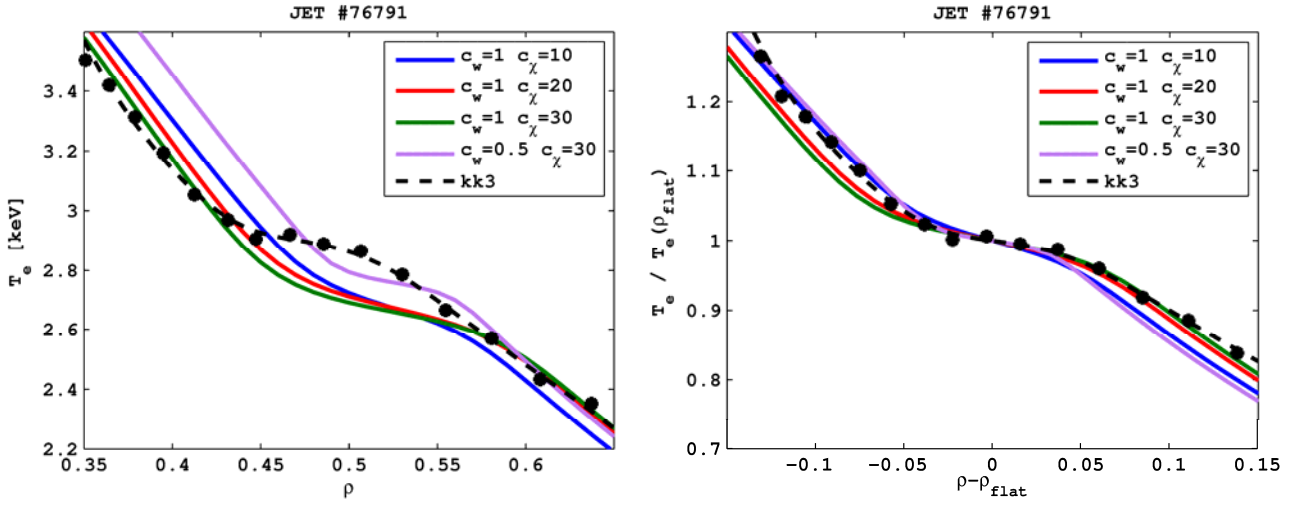 JET #76791
c_w=1 c_χ=10
c_w=1 c_χ=20
c_w=1 c_χ=30
c_w=0.5 c_χ=30
kk3
T_e [keV]
3.4
3.2
3
2.8
2.6
2.4
2.2
0.35 0.4 0.45 0.5 0.55 0.6
ρ
JET #76791
c_w=1 c_χ=10
c_w=1 c_χ=20
c_w=1 c_χ=30
c_w=0.5 c_χ=30
kk3
T_e / T_e(ρ_flat)
1.2
1.1
1
0.9
0.8
0.7
−0.1 −0.05 0 0.05 0.1 0.15
ρ−ρ_flat